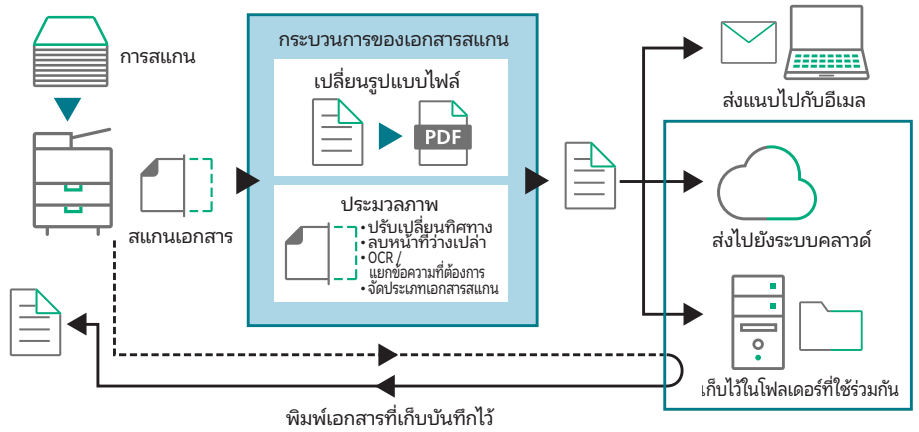 การสแกน
สแกนเอกสาร
กระบวนการของเอกสารสแกน
เปลี่ยนรูปแบบไฟล์
PDF
ประมวลภาพ
•ปรับเปลี่ยนทิศทาง
•ลบหน้าที่ว่างเปล่า
•OCR /
แยกข้อความที่ต้องการ
•จัดประเภทเอกสารสแกน
ส่งแนบไปกับอีเมล
ส่งไปยังระบบคลาวด์
เก็บไว้ในโฟลเดอร์ที่ใช้ร่วมกัน
พิมพ์เอกสารที่เก็บบันทึกไว้